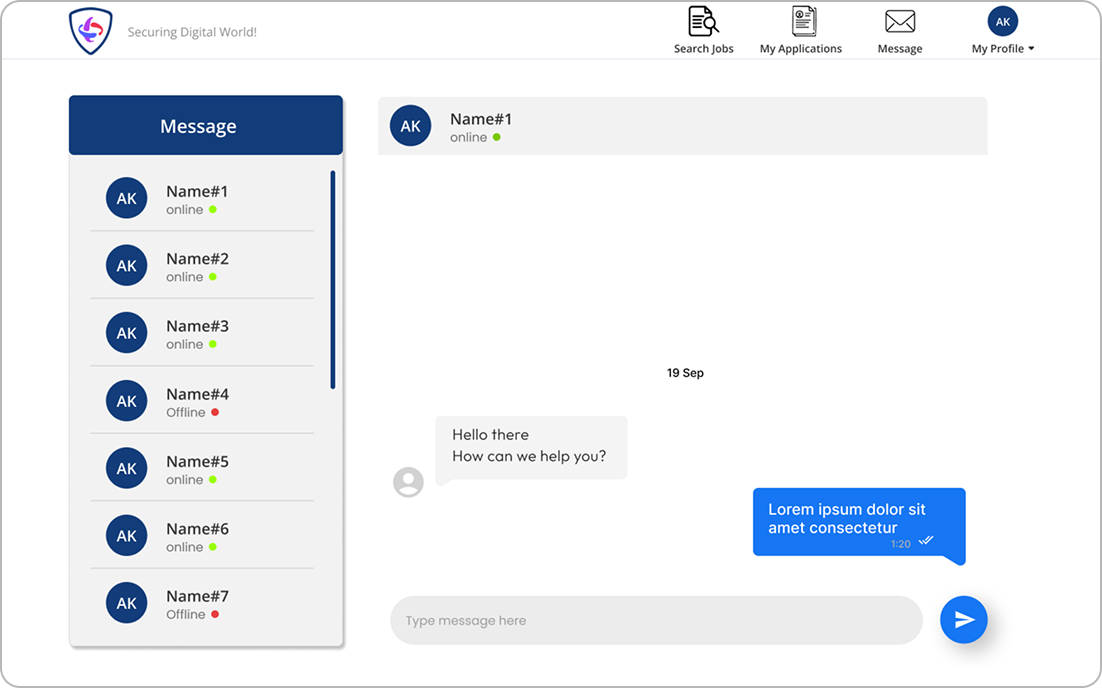 Securing Digital World!
Search Jobs
My Applications
Message
AK
My Profile
Message
AK
Name#1
online
AK
Name#2
online
AK
Name#3
online
AK
Name#4
Offline
AK
Name#5
online
AK
Name#6
online
AK
Name#7
Offline
AK
Name#1
online
19 Sep
Hello there
How can we help you?
Lorem ipsum dolor sit
amet consectetur
1:20
Type message here